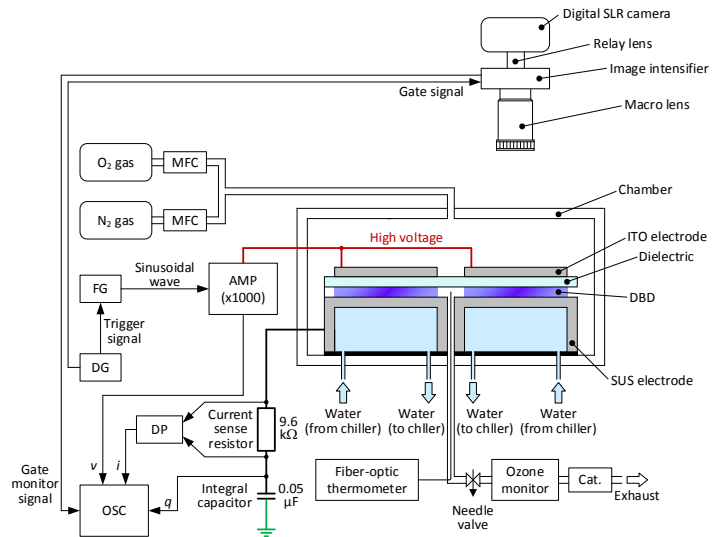 Digital SLR camera
Relay lens
Image intensifier
Gate signal
Macro lens
O2 gas
MFC
N2 gas
MFC
Chamber
High voltage
ITO electrode
Dielectric
DBD
SUS electrode
Sinusoidal
wave
FG
AMP
(x1000)
Trigger
signal
DG
Water
(from chiller)
Water
(to chller)
Water
(to chller)
Water
(from chiller)
DP
Current
sense
resistor
9.6
kΩ
v
i
q
Gate
monitor
signal
OSC
Integral
capacitor
0.05
μF
Fiber-optic
thermometer
Needle
valve
Ozone
monitor
Cat.
Exhaust